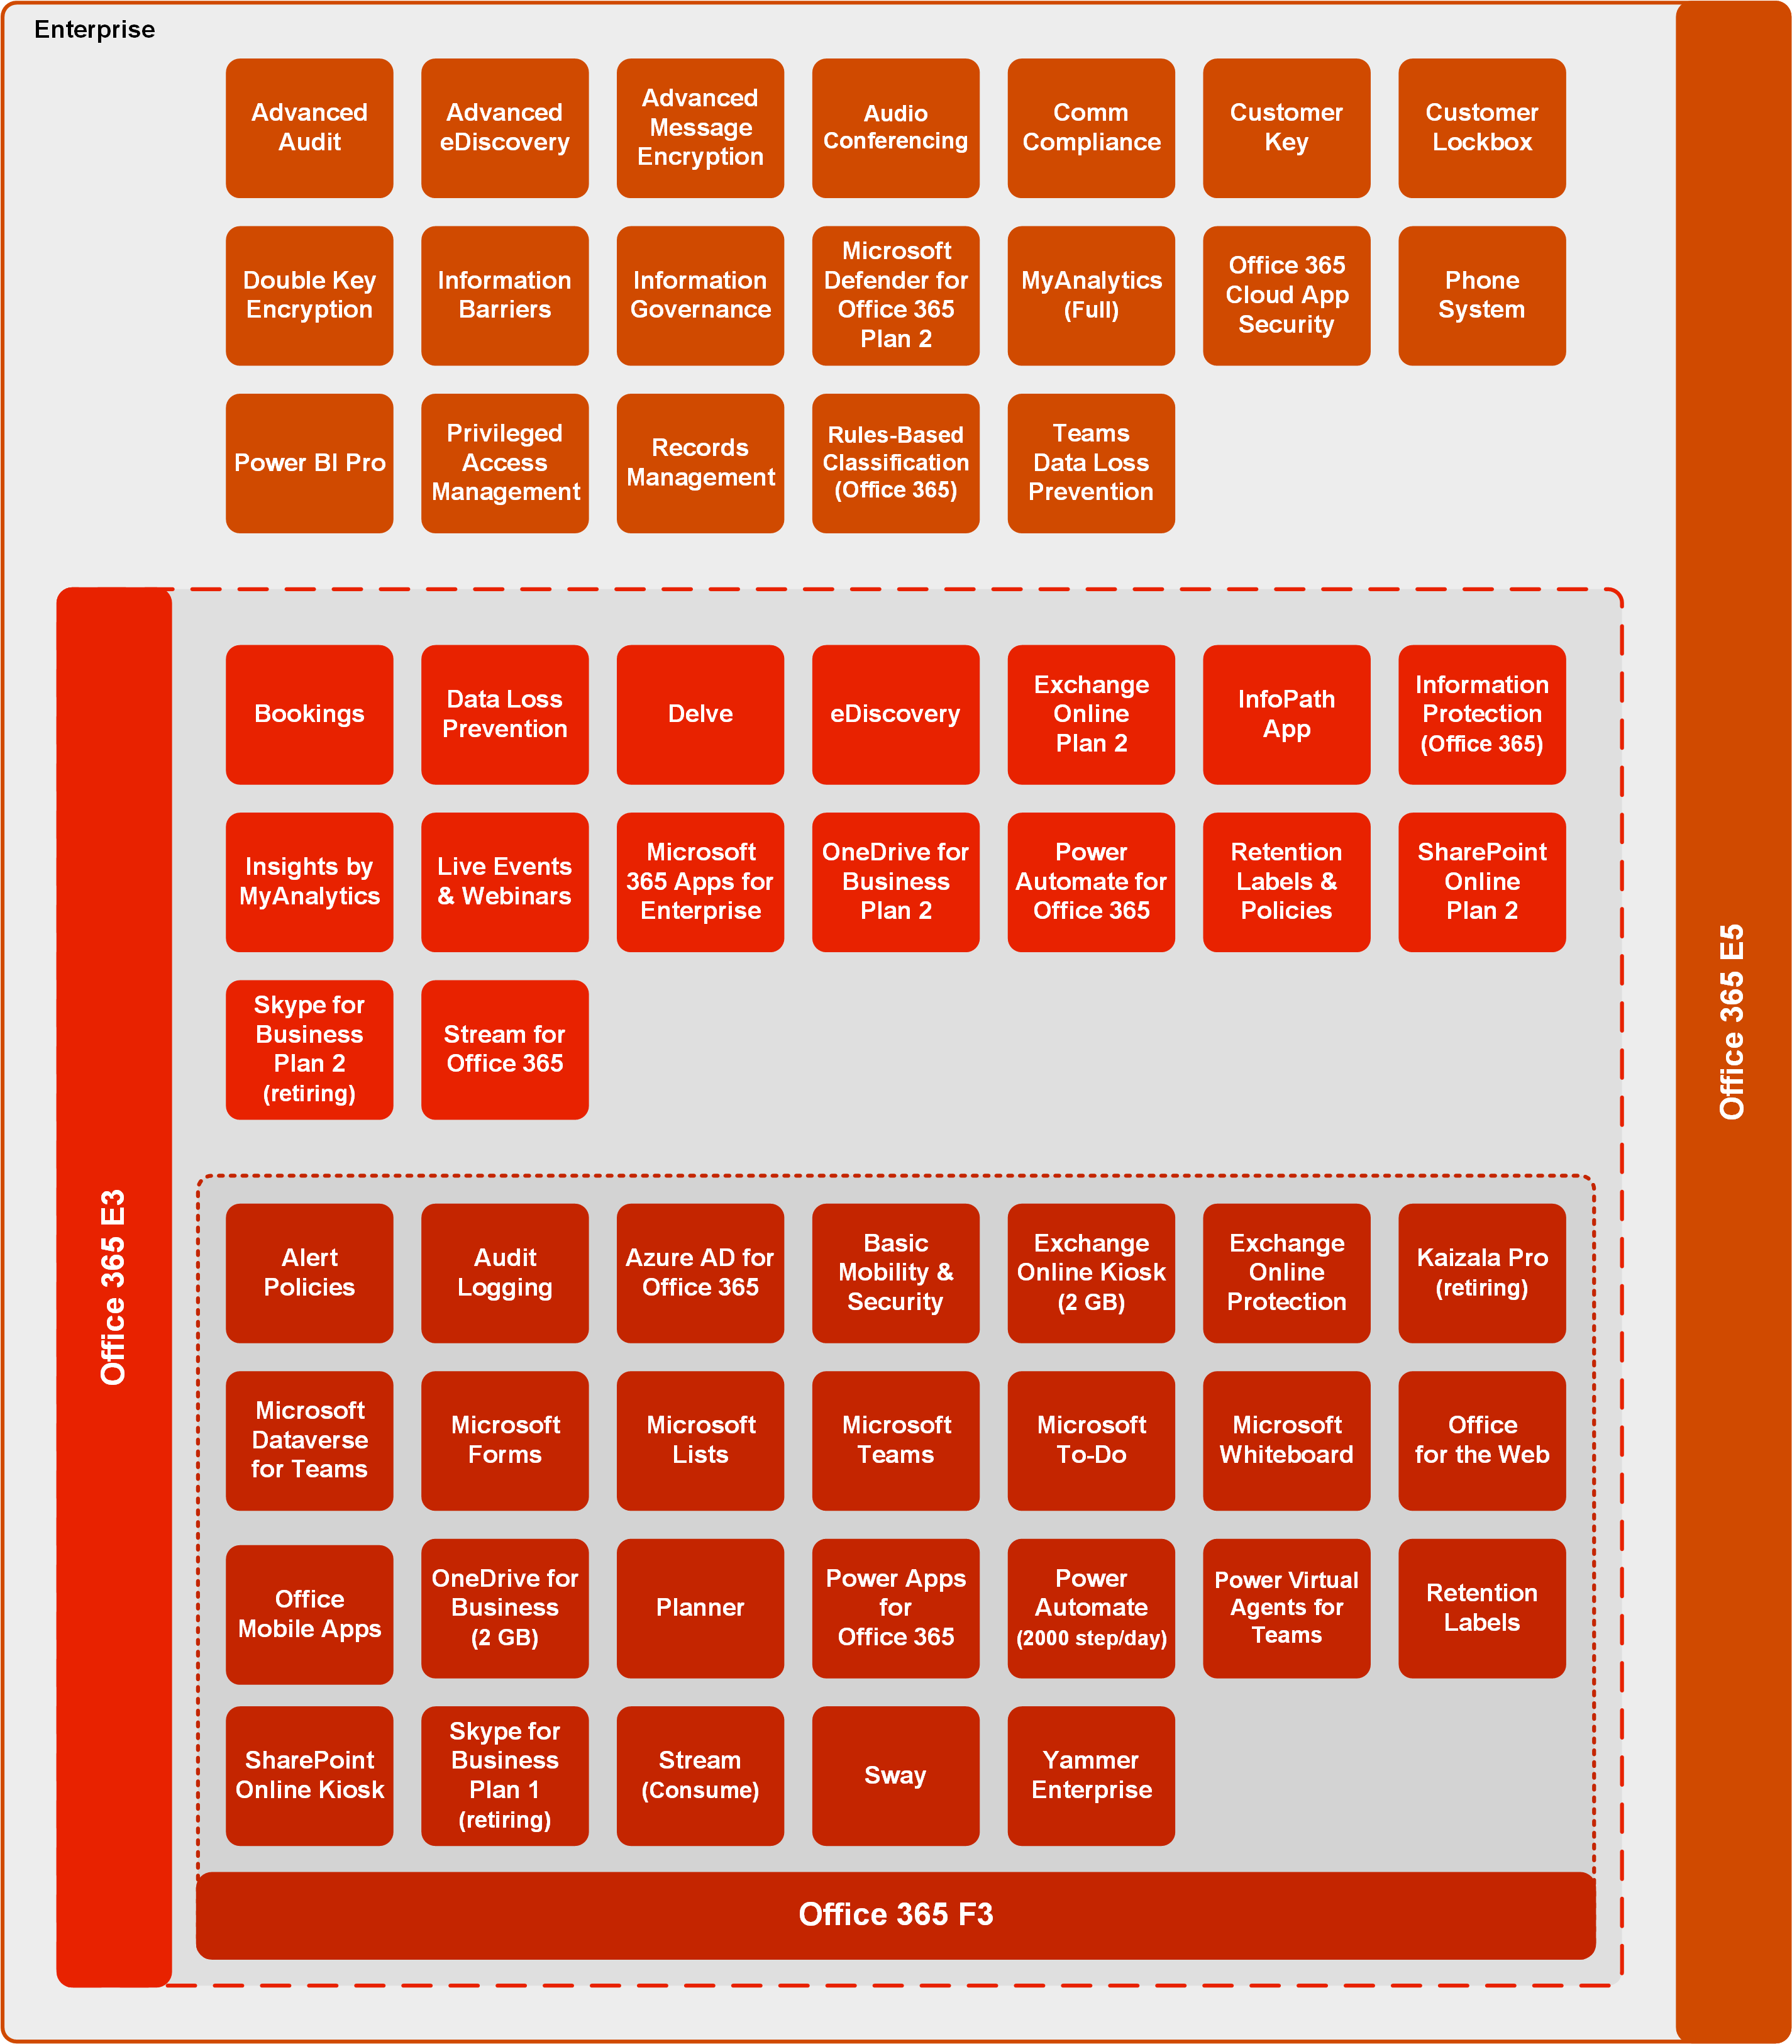 Enterprise
Advanced
Audit
Advanced
eDiscovery
Advanced
Message
Encryption
Audio
Conferencing
Comm
Compliance
Customer
Key
Customer
Lockbox
Double Key
Encryption
Information
Barriers
Information
Governance
Microsoft
Defender for
Office 365
Plan 2
MyAnalytics
(Full)
Office 365
Cloud App
Security
Phone
System
Power BI Pro
Privileged
Access
Management
Records
Management
Rules-Based
Classification
(Office 365)
Teams
Data Loss
Prevention
Office 365 E5
Office 365 E3
Bookings
Data Loss
Prevention
Delve
eDiscovery
Exchange
Online
Plan 2
InfoPath
App
Information
Protection
(Office 365)
Insights by
MyAnalytics
Live Events
& Webinars
Microsoft
365 Apps for
Enterprise
OneDrive for
Business
Plan 2
Power
Automate for
Office 365
Retention
Labels &
Policies
SharePoint
Online
Plan 2
Skype for
Business
Plan 2
(retiring)
Stream for
Office 365
Alert
Policies
Audit
Logging
Azure AD for
Office 365
Basic
Mobility &
Security
Exchange
Online Kiosk
(2 GB)
Exchange
Online
Protection
Kaizala Pro
(retiring)
Microsoft
Dataverse
for Teams
Microsoft
Forms
Microsoft
Lists
Microsoft
Teams
Microsoft
To-Do
Microsoft
Whiteboard
Office
for the Web
Office
Mobile Apps
OneDrive for
Business
(2 GB)
Planner
Power Apps
for
Office 365
Power
Automate
(2000 step/day)
Power Virtual
Agents for
Teams
Retention
Labels
SharePoint
Online Kiosk
Skype for
Business
Plan 1
(retiring)
Stream
(Consume)
Sway
Yammer
Enterprise
Office 365 F3